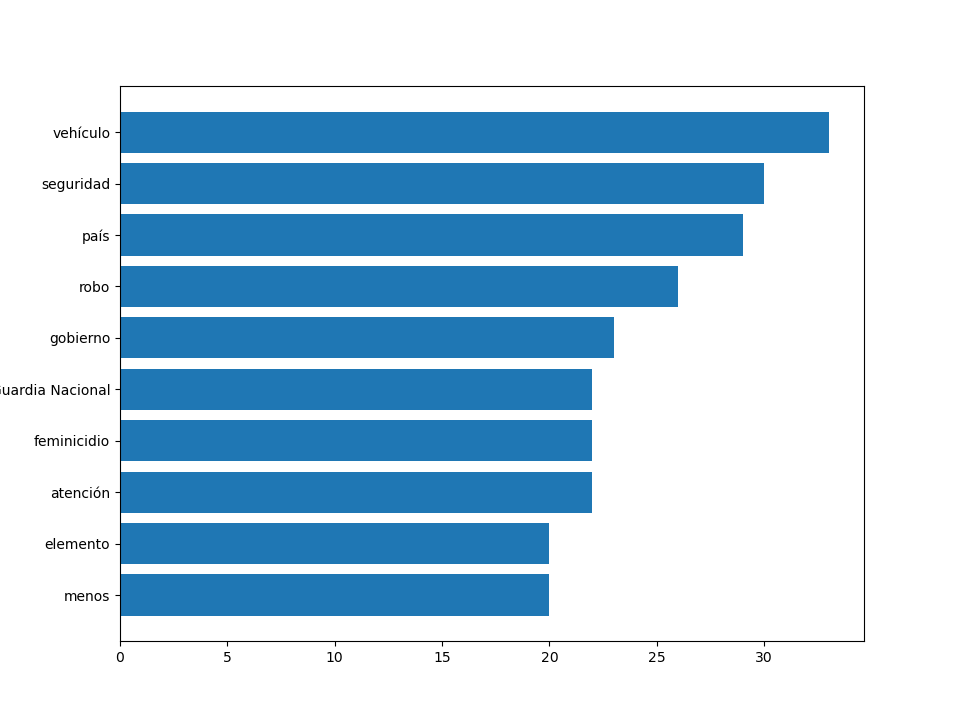 vehículo
seguridad
país
robo
gobierno
uardia Nacional
feminicidio
atención
elemento
menos
0 5 10 15 20 25 30